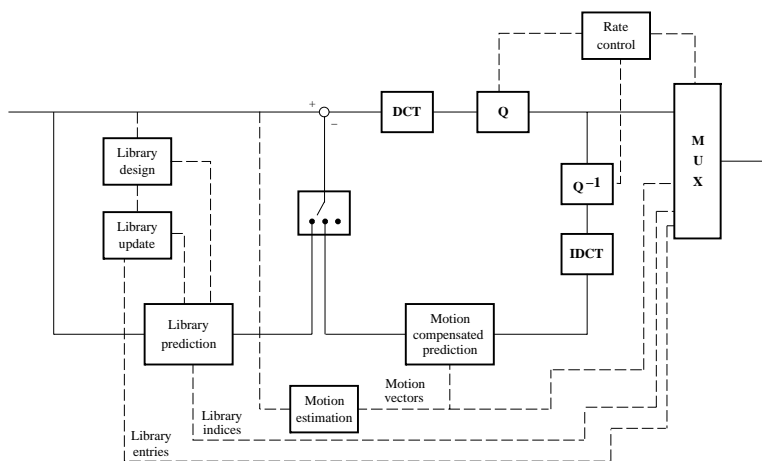 Rate
control
+
−
DCT
Q
M
U
X
Library
design
Q−1
Library
update
IDCT
Library
prediction
Motion
compensated
prediction
Motion
estimation
Motion
vectors
Library
indices
Library
entries